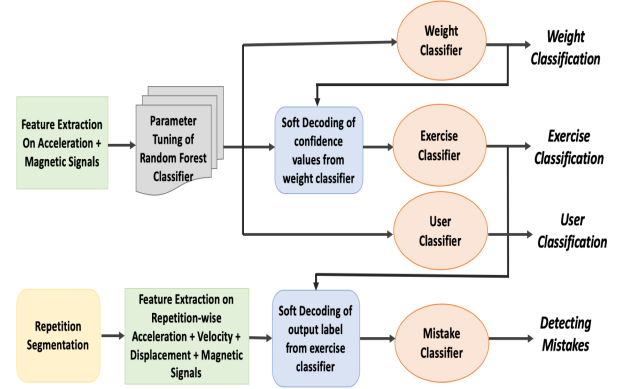 Weight
Classifier
Weight
Classification
Feature Extraction
On Acceleration +
Magnetic Signals
Parameter
Tuning of
Random Forest
Classifier
Soft Decoding of
confidence
values from
weight classifier
Exercise
Classifier
Exercise
Classification
User
Classifier
User
Classification
Repetition
Segmentation
Feature Extraction on
Repetition-wise
Acceleration + Velocity +
Displacement + Magnetic
Signals
Soft Decoding of
output label
from exercise
classifier
Mistake
Classifier
Detecting
Mistakes